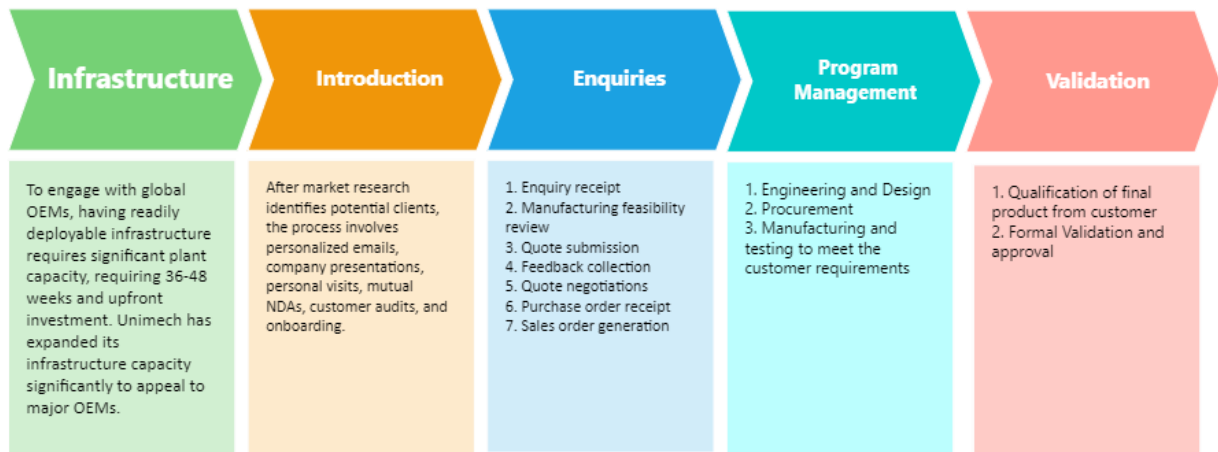 Infrastructure
Introduction
Enquiries
Program
Management
Validation
To engage with global
OEMs, having readily
deployable infrastructure
requires significant plant
capacity, requiring 36-48
weeks and upfront
investment. Unimech has
expanded its
infrastructure capacity
significantly to appeal to
major OEMs.
After market research
identifies potential clients,
the process involves
personalized emails,
company presentations,
personal visits, mutual
NDAs, customer audits, and
onboarding.
1. Enquiry receipt
2. Manufacturing feasibility
review
3. Quote submission
4. Feedback collection
5. Quote negotiations
6. Purchase order receipt
7. Sales order generation
1. Engineering and Design
2. Procurement
3. Manufacturing and
testing to meet the
customer requirements
1. Qualification of final
product from customer
2. Formal Validation and
approval